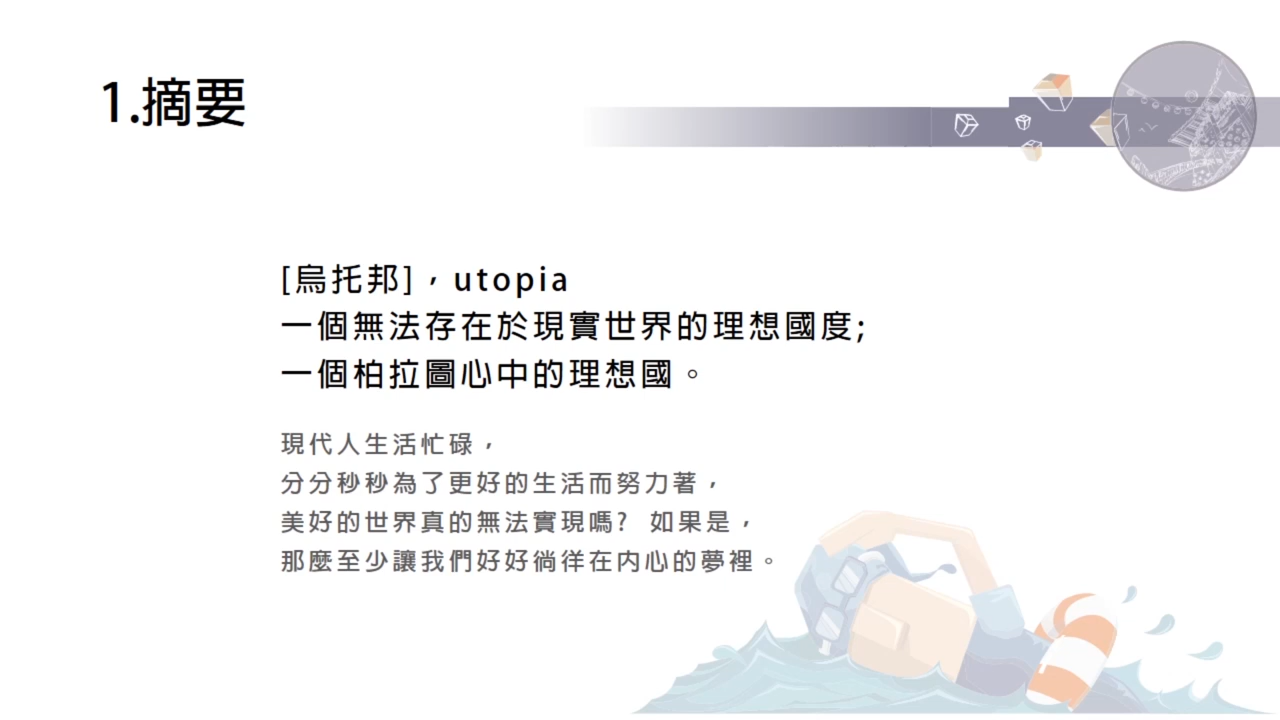 1.摘要
[烏托邦]，utopia
一個無法存在於現實世界的理想國度;
一個柏拉圖心中的理想國。
現代人生活忙碌，
分分秒秒為了更好的生活而努力著，
美好的世界真的無法實現嗎? 如果是，
那麼至少讓我們好好徜徉在內心的夢裡。